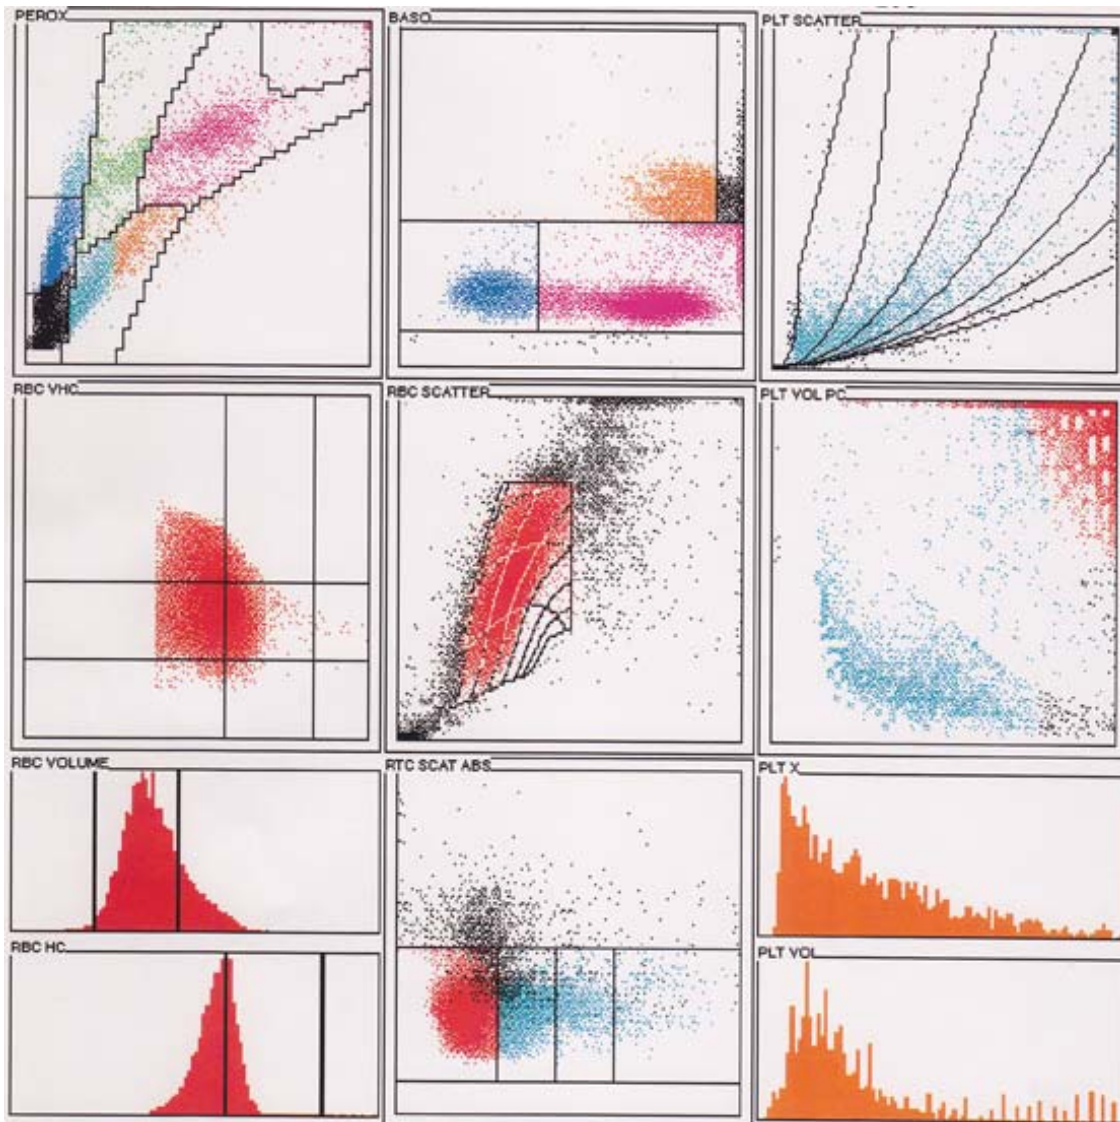 PEROX
BASO
PLT SCATTER
RBC VHC
RBC SCATTER
PLT VOL PC
RBC VOLUME
RTC SCAT ABS
PLT X
RBC HC
PLT VOL